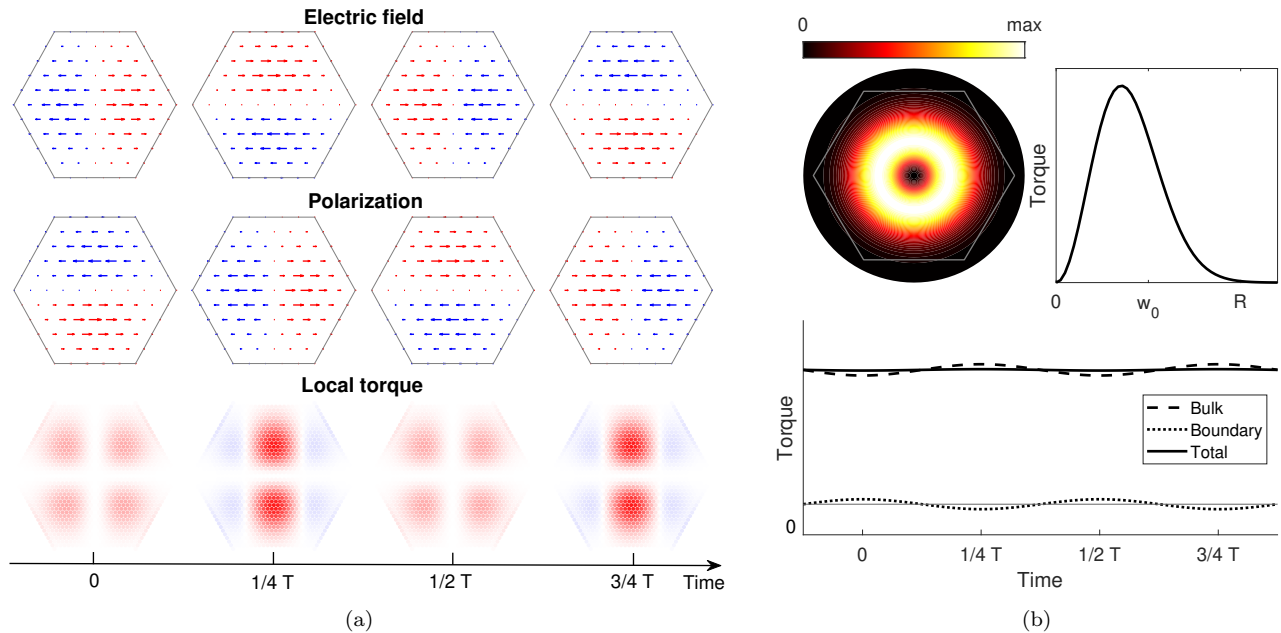 Electric field
Polarization
Local torque
0
1/4 T
1/2 T
3/4 T
Time
(a)
0
max
Torque
0
w0
R
Torque
Bulk
Boundary
Total
0
0
1/4 T
1/2 T
3/4 T
Time
(b)